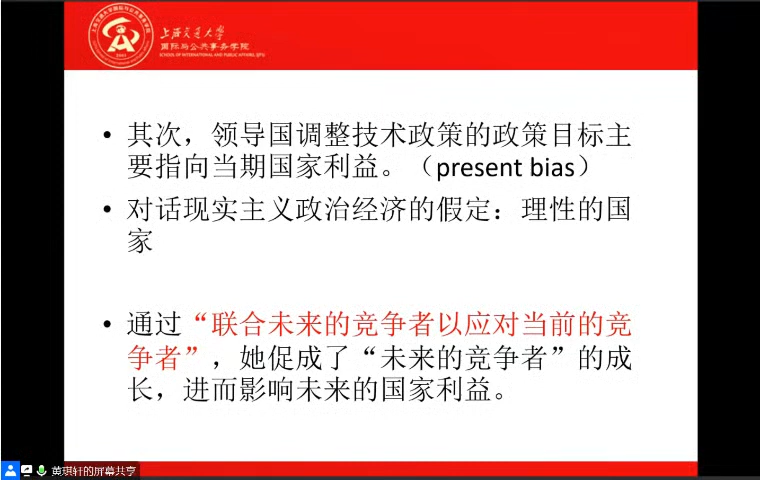 上海交通大学
国际与公共事务学院
SCHOOL OF INTERNATIONAL AND PUBLIC AFFAIRS, SJTU
• 其次，领导国调整技术政策的政策目标主
要指向当期国家利益。（present bias）
• 对话现实主义政治经济的假定：理性的国
家
• 通过“联合未来的竞争者以应对当前的竞
争者”，她促成了“未来的竞争者”的成
长，进而影响未来的国家利益。
黄琪轩的屏幕共享